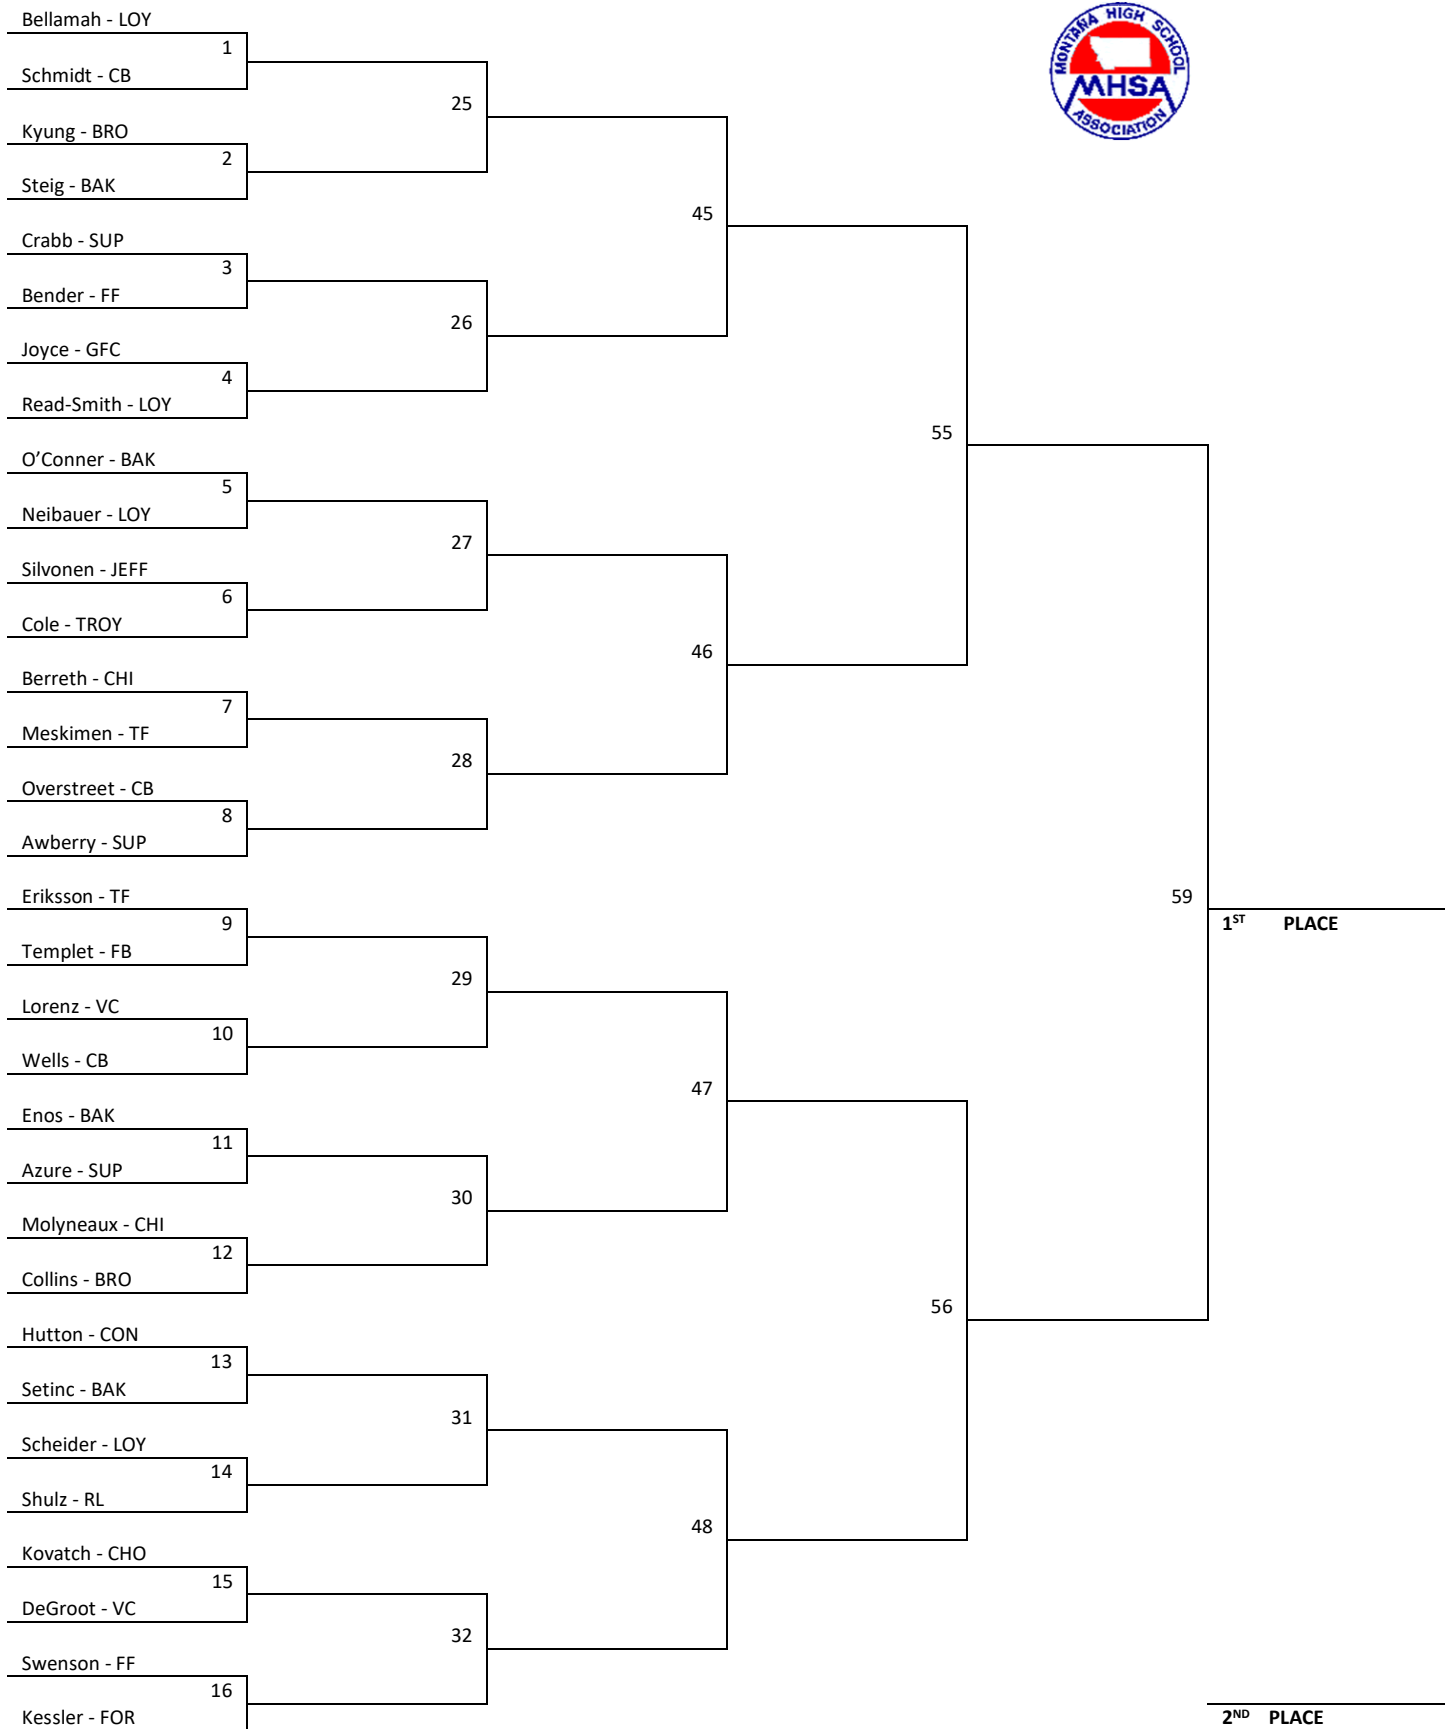 Bellamah - LOY
1
Schmidt - CB
25
Kyung - BRO
2
Steig - BAK
45
Crabb - SUP
3
Bender - FF
26
Joyce - GFC
4
Read-Smith - LOY
55
O’Conner - BAK
5
Neibauer - LOY
27
Silvonen - JEFF
6
Cole - TROY
46
Berreth - CHI
7
Meskimen - TF
28
Overstreet - CB
8
Awberry - SUP
59
Eriksson - TF
9
Templet - FB
29
Lorenz - VC
10
Wells - CB
47
Enos - BAK
11
Azure - SUP
30
Molyneaux - CHI
12
Collins - BRO
56
Hutton - CON
13
Setinc - BAK
31
Scheider - LOY
14
Shulz - RL
48
Kovatch - CHO
15
DeGroot - VC
32
Swenson - FF
16
Kessler - FOR
MONTANA HIGH SCHOOL
MHSA
ASSOCIATION
1ST PLACE
2ND PLACE